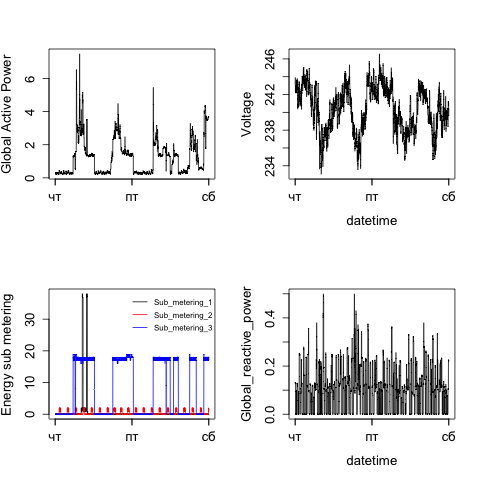 Global Active Power
0 2 4 6
чт пт сб
Voltage
234 238 242 246
чт пт сб
datetime
Energy sub metering
0 10 20 30
Sub_metering_1
Sub_metering_2
Sub_metering_3
чт пт сб
Global_reactive_power
0.0 0.2 0.4
чт пт сб
datetime